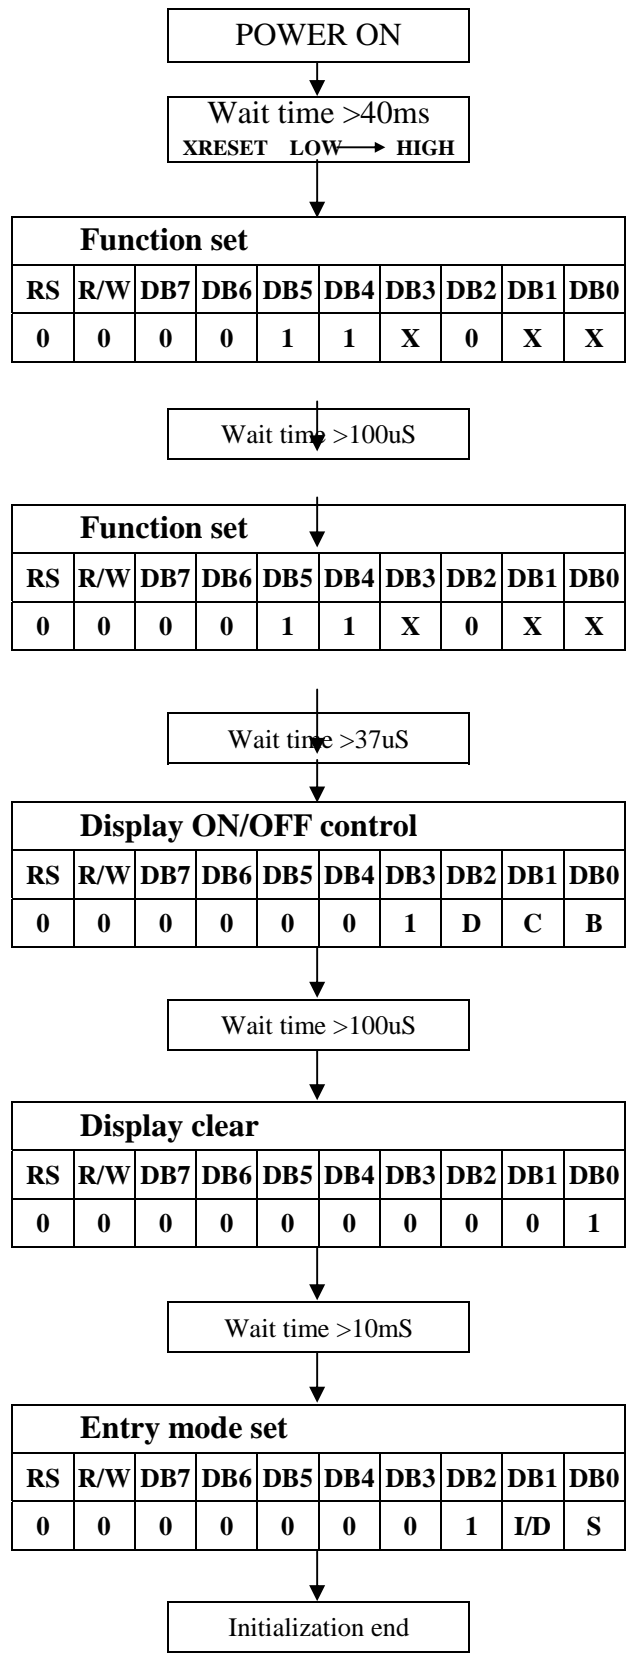 POWER ON
Wait time >40ms
XRESET LOW HIGH
Function set
RS R/W DB7 DB6 DB5 DB4 DB3 DB2 DB1 DB0
0 0 0 0 1 1 X 0 X X
Wait time >100uS
Function set
RS R/W DB7 DB6 DB5 DB4 DB3 DB2 DB1 DB0
0 0 0 0 1 1 X 0 X X
Wait time >37uS
Display ON/OFF control
RS R/W DB7 DB6 DB5 DB4 DB3 DB2 DB1 DB0
0 0 0 0 0 0 1 D C B
Wait time >100uS
Display clear
RS R/W DB7 DB6 DB5 DB4 DB3 DB2 DB1 DB0
0 0 0 0 0 0 0 0 0 1
Wait time >10mS
Entry mode set
RS R/W DB7 DB6 DB5 DB4 DB3 DB2 DB1 DB0
0 0 0 0 0 0 0 1 I/D S
Initialization end